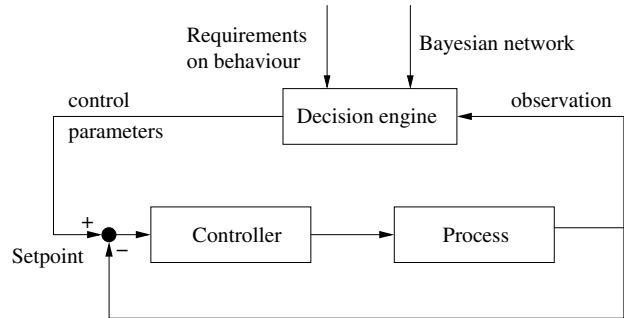 Requirements
on behaviour
Bayesian network
control
parameters
Decision engine
observation
+
−
Setpoint
Controller
Process